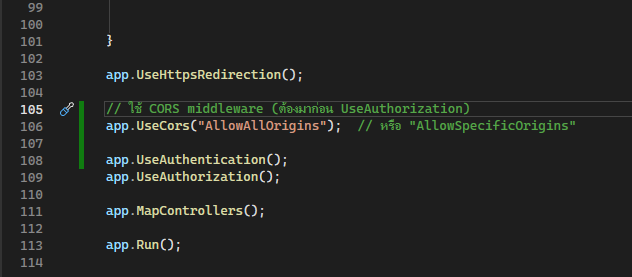 99
100
101 }
102
103 app.UseHttpsRedirection();
104
105 // ใช้ CORS middleware (ต้องมาก่อน UseAuthorization)
106 app.UseCors("AllowAllOrigins");  // หรือ "AllowSpecificOrigins"
107
108 app.UseAuthentication();
109 app.UseAuthorization();
110
111 app.MapControllers();
112
113 app.Run();
114